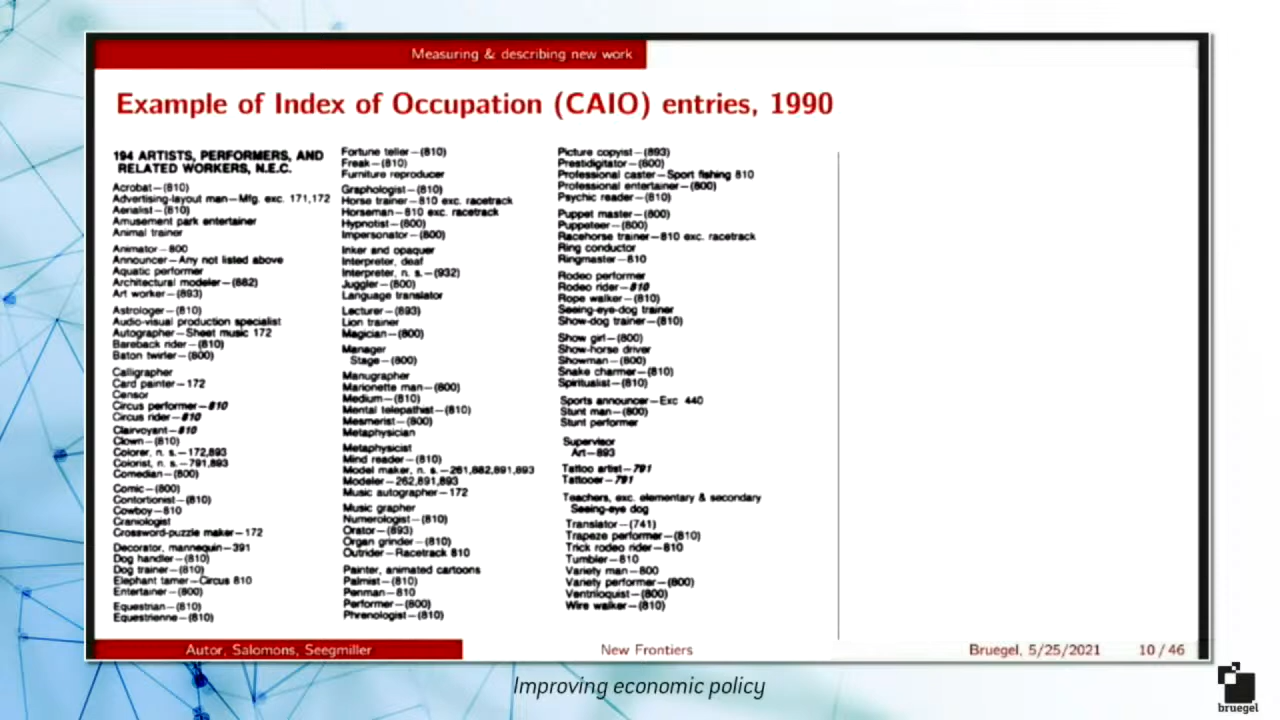 Measuring & describing new work
Example of Index of Occupation (CAIO) entries, 1990
194 ARTISTS, PERFORMERS, AND
RELATED WORKERS, N.E.C.
Acrobat—(810)
Advertising-layout man—Mfg. exc. 171,172
Aerialist—(810)
Amusement park entertainer
Animal trainer
Animator—800
Announcer—Any not listed above
Aquatic performer
Architectural modeler—(882)
Art worker—(893)
Astrologer—(810)
Audio-visual production specialist
Autographer—Sheet music 172
Bareback rider—(810)
Baton twirler—(800)
Calligrapher
Card painter—172
Censor
Circus performer—810
Circus rider—810
Clairvoyant—810
Clown—(810)
Colorer, n. s.—172,893
Colorist, n. s.—791,893
Comedian—(800)
Comic—(800)
Contortionist—(810)
Cowboy—810
Craniologist
Crossword-puzzle maker—172
Decorator, mannequin—391
Dog handler—(810)
Dog trainer—(810)
Elephant tamer—Circus 810
Entertainer—(800)
Equestrian—(810)
Equestrienne—(810)
Fortune teller—(810)
Freak—(810)
Furniture reproducer
Graphologist—(810)
Horse trainer—810 exc. racetrack
Horseman—810 exc. racetrack
Hypnotist—(800)
Impersonator—(800)
Inker and opaquer
Interpreter, deaf
Interpreter, n. s.—(932)
Juggler—(800)
Language translator
Lecturer—(893)
Lion trainer
Magician—(800)
Manager
Stage—(800)
Manugrapher
Marionette man—(800)
Medium—(810)
Mental telepathist—(810)
Mesmerist—(800)
Metaphysician
Metaphysicist
Mind reader—(810)
Model maker, n. s.—261,882,891,893
Modeler—262,891,893
Music autographer—172
Music grapher
Numerologist—(810)
Orator—(893)
Organ grinder—(810)
Outrider—Racetrack 810
Painter, animated cartoons
Palmist—(810)
Penman—810
Performer—(800)
Phrenologist—(810)
Picture copyist—(893)
Prestidigitator—(800)
Professional caster—Sport fishing 810
Professional entertainer—(800)
Psychic reader—(810)
Puppet master—(800)
Puppeteer—(800)
Racehorse trainer—810 exc. racetrack
Ring conductor
Ringmaster—810
Rodeo performer
Rodeo rider—810
Rope walker—(810)
Seeing-eye-dog trainer
Show-dog trainer—(810)
Show girl—(800)
Show-horse driver
Showman—(800)
Snake charmer—(810)
Spiritualist—(810)
Sports announcer—Exc 440
Stunt man—(800)
Stunt performer
Supervisor
Art—893
Tattoo artist—791
Tattooer—791
Teachers, exc. elementary & secondary
Seeing-eye dog
Translator—(741)
Trapeze performer—(810)
Trick rodeo rider—810
Tumbler—810
Variety man—800
Variety performer—(800)
Ventriloquist—(800)
Wire walker—(810)
Autor, Salomons, Seegmiller
New Frontiers
Bruegel, 5/25/2021
10 / 46
Improving economic policy
bruegel